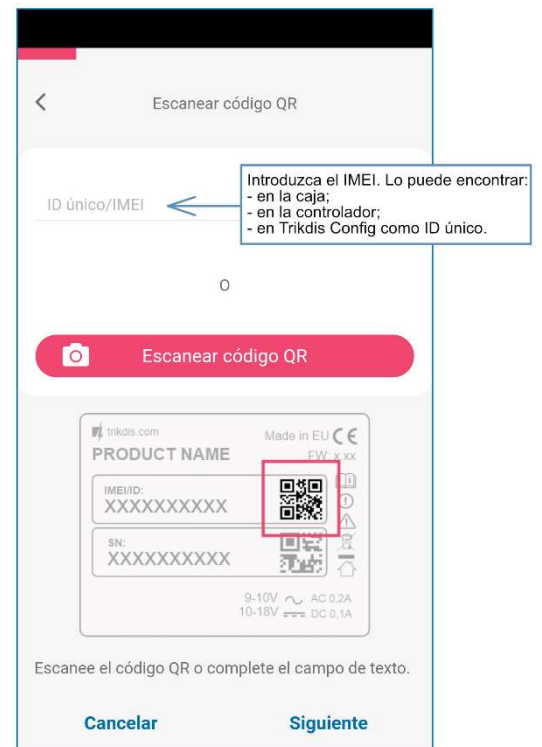 Escanear código QR
Introduzca el IMEI. Lo puede encontrar:
- en la caja;
- en la controlador;
- en Trikdis Config como ID único.
ID único/IMEI
O
Escanear código QR
trikdis.com
Made in EU CE
PRODUCT NAME
FW x.xx
IMEI/ID:
XXXXXXXXXX
SN:
XXXXXXXXXX
9-10V AC 0,2A
10-18V DC 0,1A
Escanee el código QR o complete el campo de texto.
Cancelar
Siguiente